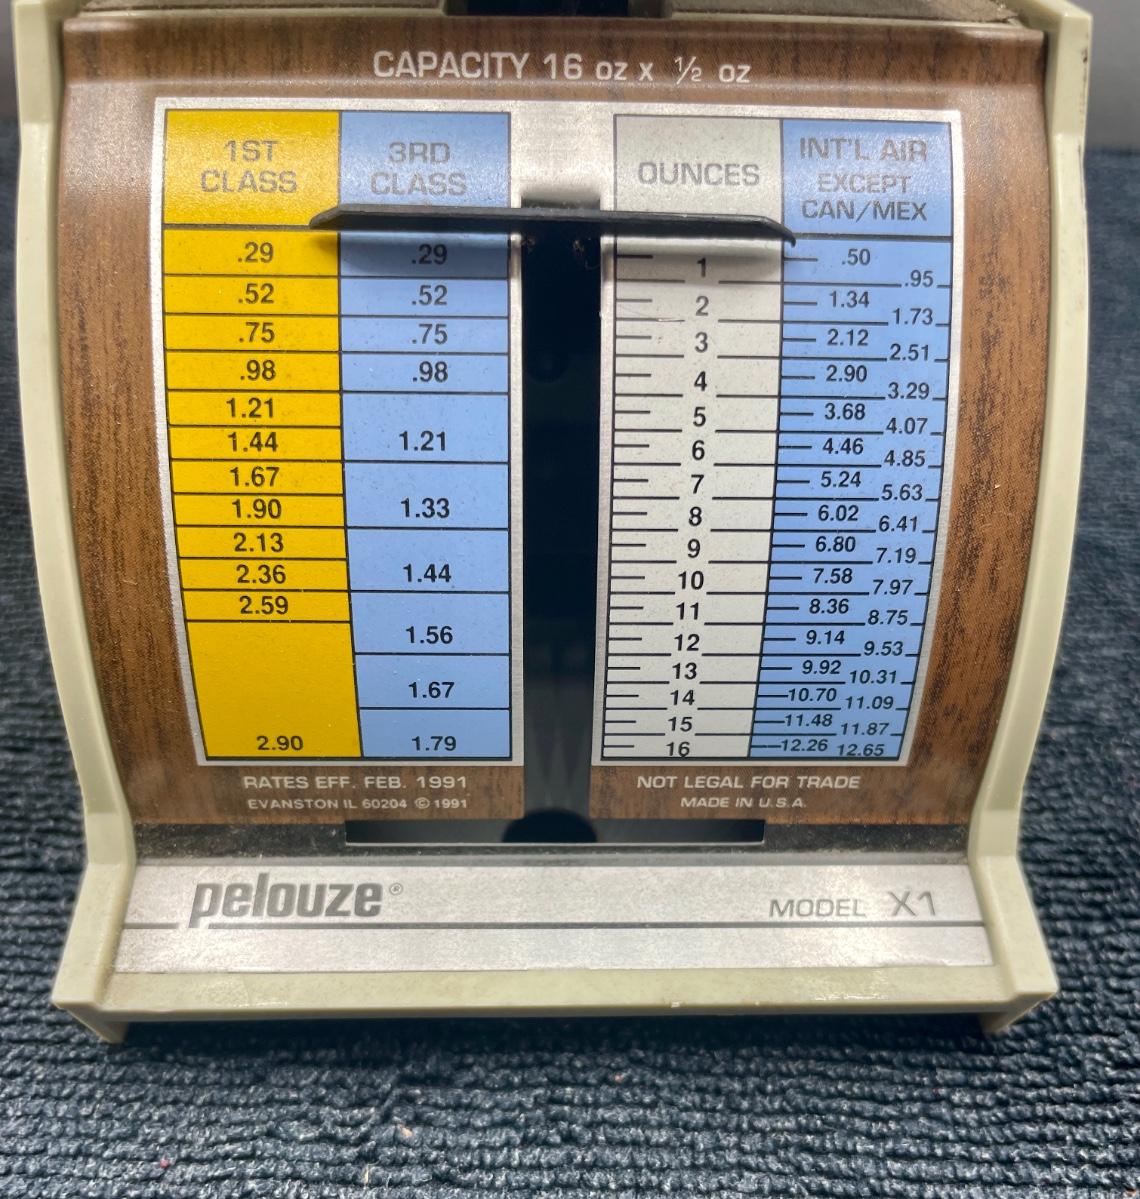 CAPACITY 16 oz x ½ oz
1ST CLASS
3RD CLASS
OUNCES
INT'L AIR
EXCEPT
CAN/MEX
.29 .29 1 .50 .95
.52 .52 2 1.34 1.73
.75 .75 3 2.12 2.51
.98 .98 4 2.90 3.29
1.21 5 3.68 4.07
1.44 1.21 6 4.46 4.85
1.67 7 5.24 5.63
1.90 1.33 8 6.02 6.41
2.13 9 6.80 7.19
2.36 1.44 10 7.58 7.97
2.59 11 8.36 8.75
1.56 12 9.14 9.53
13 9.92 10.31
1.67 14 10.70 11.09
15 11.48 11.87
2.90 1.79 16 12.26 12.65
RATES EFF. FEB. 1991
EVANSTON IL 60204 © 1991
NOT LEGAL FOR TRADE
MADE IN U.S.A.
pelouze®
MODEL X1